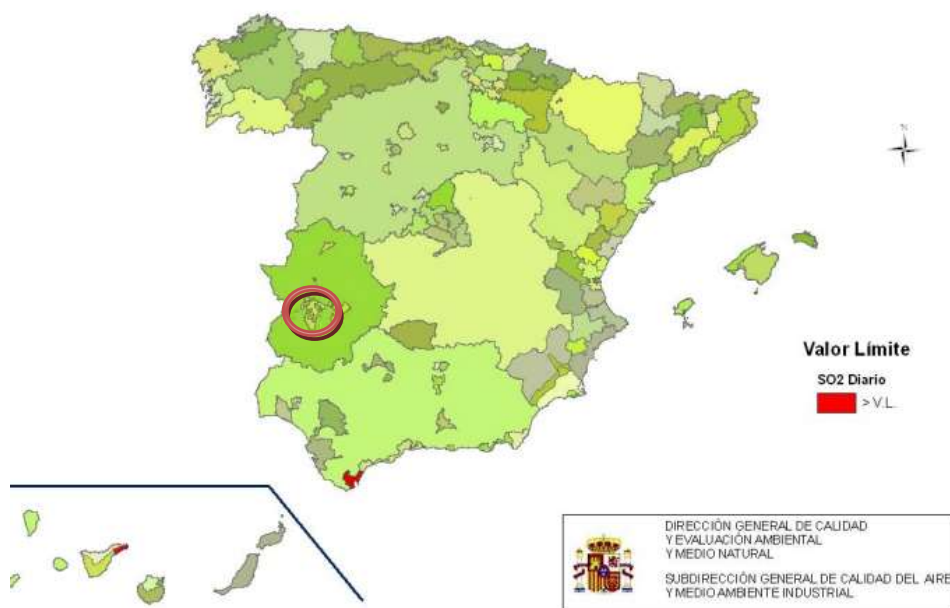 N
Valor Límite
SO2 Diario
> V.L.
DIRECCIÓN GENERAL DE CALIDAD
Y EVALUACIÓN AMBIENTAL
Y MEDIO NATURAL
SUBDIRECCIÓN GENERAL DE CALIDAD DEL AIRE
Y MEDIO AMBIENTE INDUSTRIAL